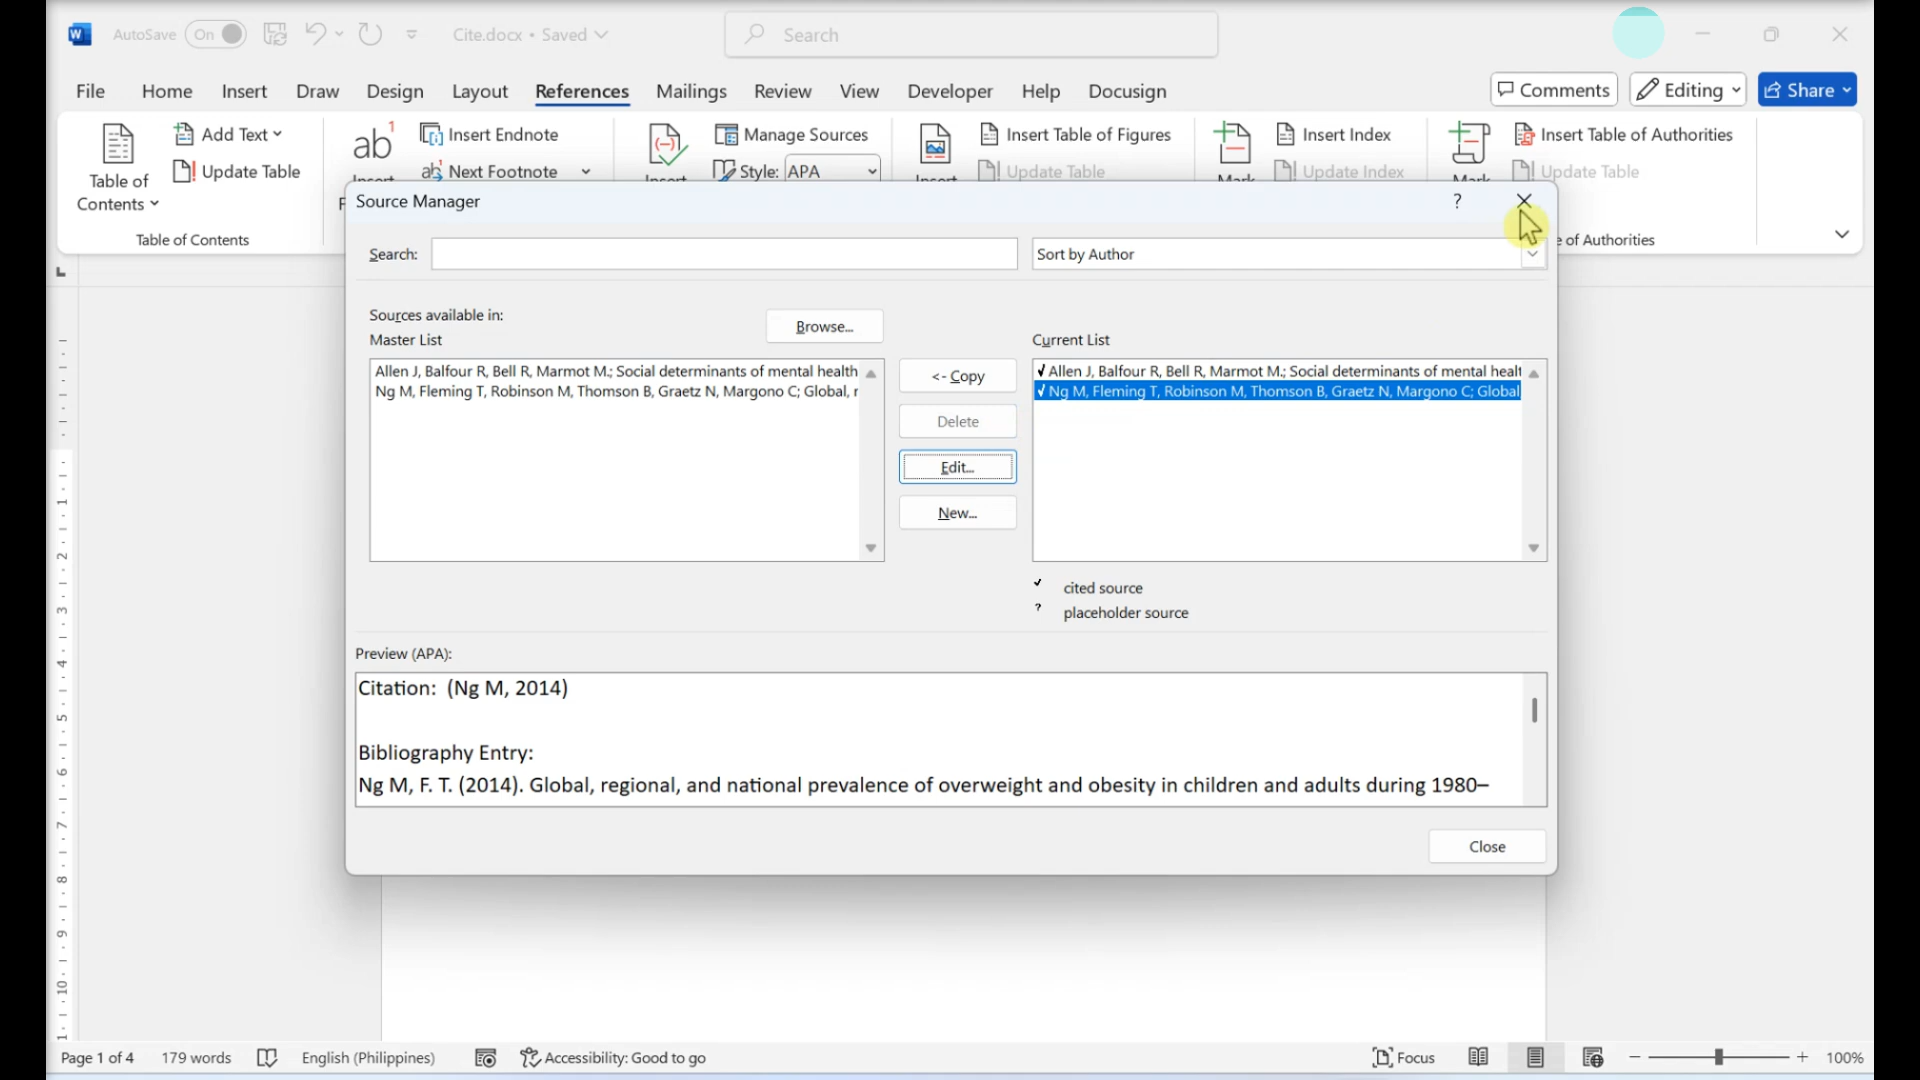 AutoSave On Cite.docx • Saved Search
File Home Insert Draw Design Layout References Mailings Review View Developer Help Docusign Comments Editing Share
Table of Contents
Add Text
Update Table
Table of Contents
ab1
Insert Endnote
Next Footnote
Manage Sources
Style: APA
Insert Table of Figures
Update Table
Insert Index
Update Index
Insert Table of Authorities
Update Table
e of Authorities
Source Manager ?
Search: Sort by Author
Sources available in:
Master List
Browse...
Current List
Allen J, Balfour R, Bell R, Marmot M.; Social determinants of mental health
Ng M, Fleming T, Robinson M, Thomson B, Graetz N, Margono C; Global, r
<- Copy
Delete
Edit...
New...
√ Allen J, Balfour R, Bell R, Marmot M.; Social determinants of mental healt
√ Ng M, Fleming T, Robinson M, Thomson B, Graetz N, Margono C; Global
✓ cited source
? placeholder source
Preview (APA):
Citation: (Ng M, 2014)
Bibliography Entry:
Ng M, F. T. (2014). Global, regional, and national prevalence of overweight and obesity in children and adults during 1980–
Close
Page 1 of 4 179 words English (Philippines) Accessibility: Good to go Focus 100%